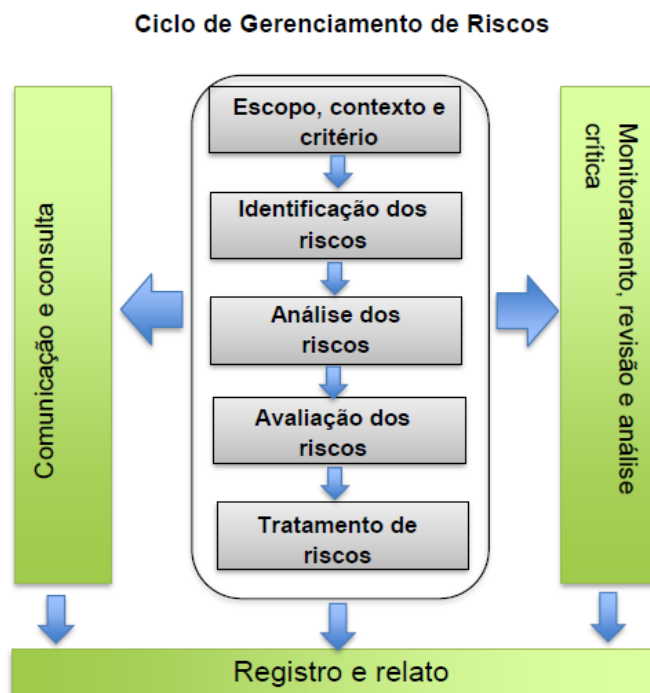 Ciclo de Gerenciamento de Riscos
Comunicação e consulta
Escopo, contexto e
critério
Identificação dos
riscos
Análise dos
riscos
Avaliação dos
riscos
Tratamento de
riscos
Monitoramento, revisão e análise
crítica
Registro e relato